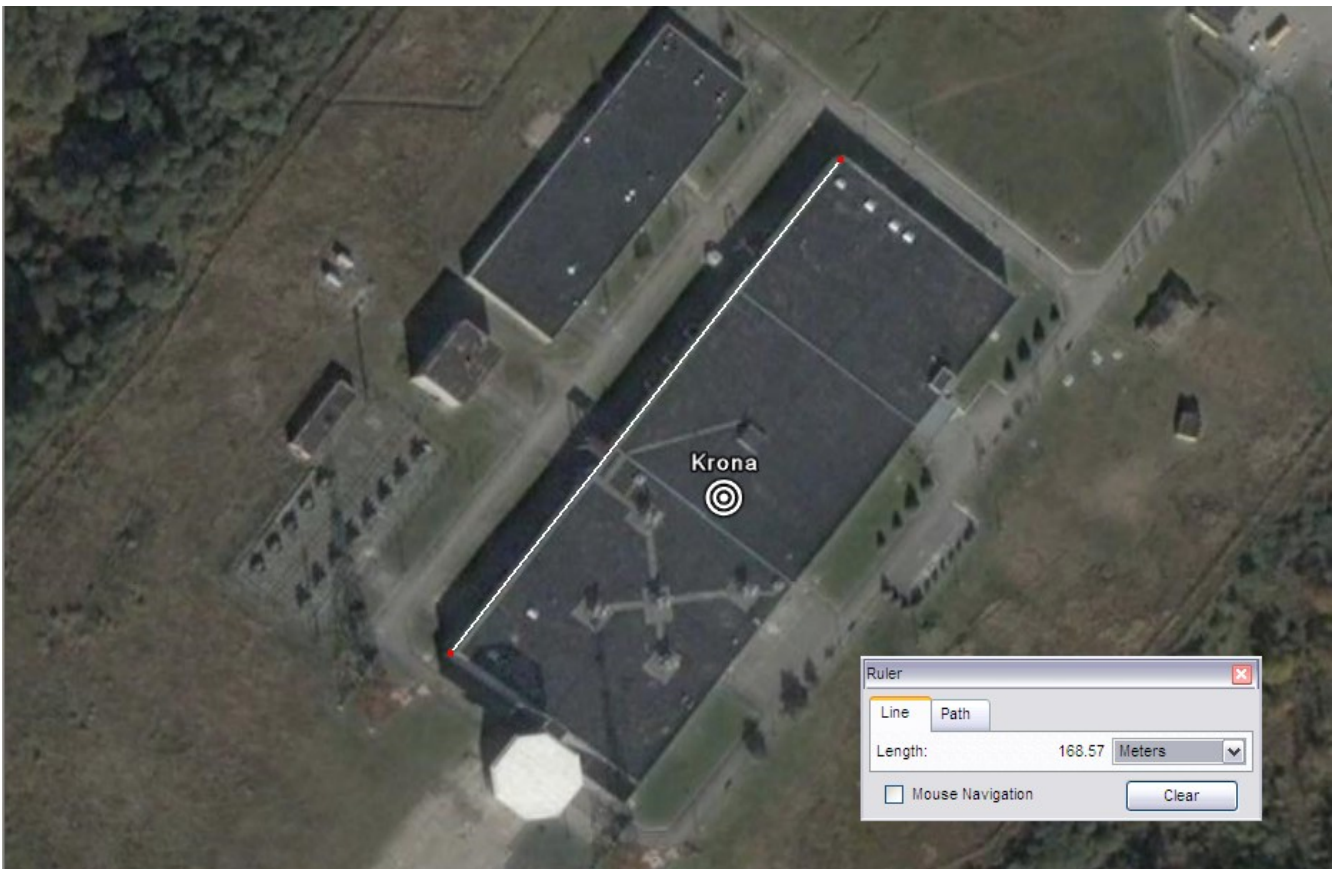 Krona
Ruler
Line Path
Length: 168.57 Meters
Mouse Navigation Clear